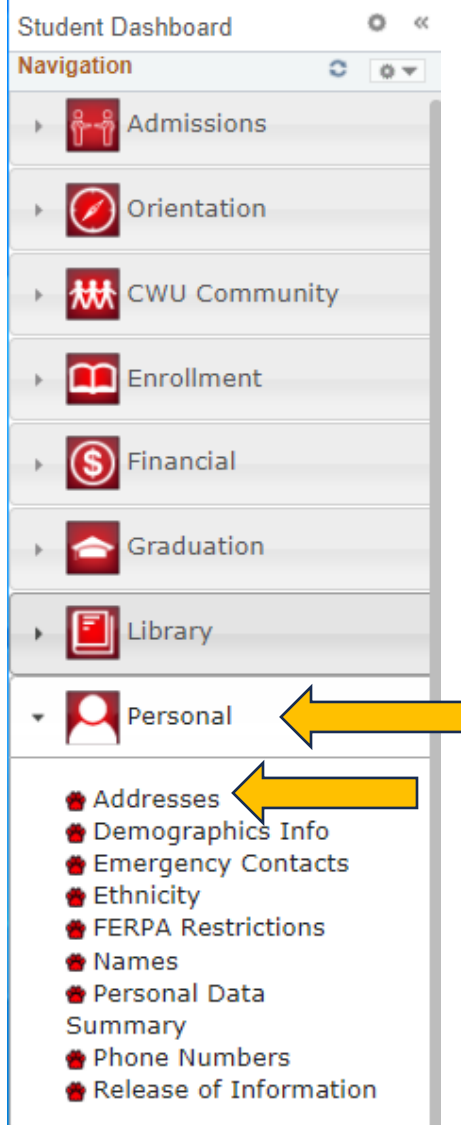 Student Dashboard
Navigation
Admissions
Orientation
CWU Community
Enrollment
Financial
Graduation
Library
Personal
Addresses
Demographics Info
Emergency Contacts
Ethnicity
FERPA Restrictions
Names
Personal Data
Summary
Phone Numbers
Release of Information